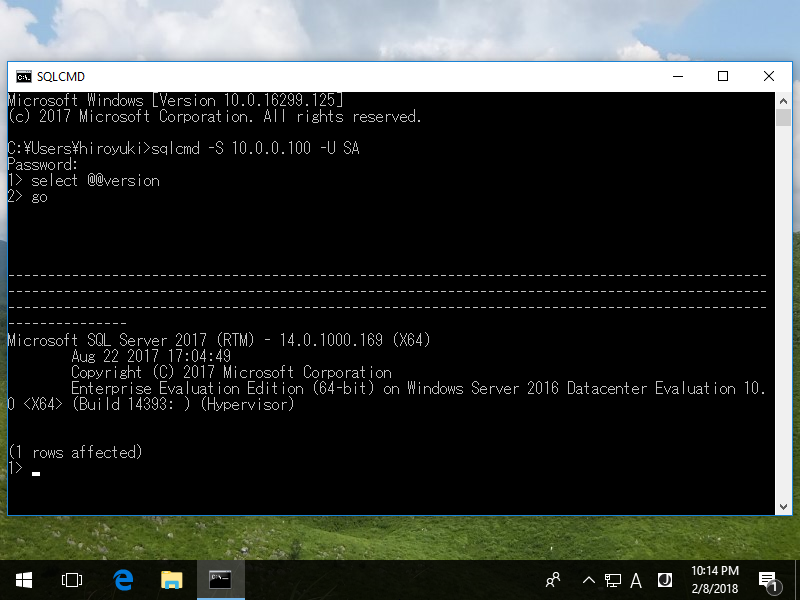 SQLCMD
Microsoft Windows [Version 10.0.16299.125]
(c) 2017 Microsoft Corporation. All rights reserved.
C:¥Users¥hiroyuki>sqlcmd -S 10.0.0.100 -U SA
Password:
1> select @@version
2> go
--------------------------------------------------------------------------------
--------------------------------------------------------------------------------
--------------------------------------------------------------------------------
---------------
Microsoft SQL Server 2017 (RTM) - 14.0.1000.169 (X64)
Aug 22 2017 17:04:49
Copyright (C) 2017 Microsoft Corporation
Enterprise Evaluation Edition (64-bit) on Windows Server 2016 Datacenter Evaluation 10.
0 <X64> (Build 14393: ) (Hypervisor)
(1 rows affected)
1>
A
10:14 PM
2/8/2018
1